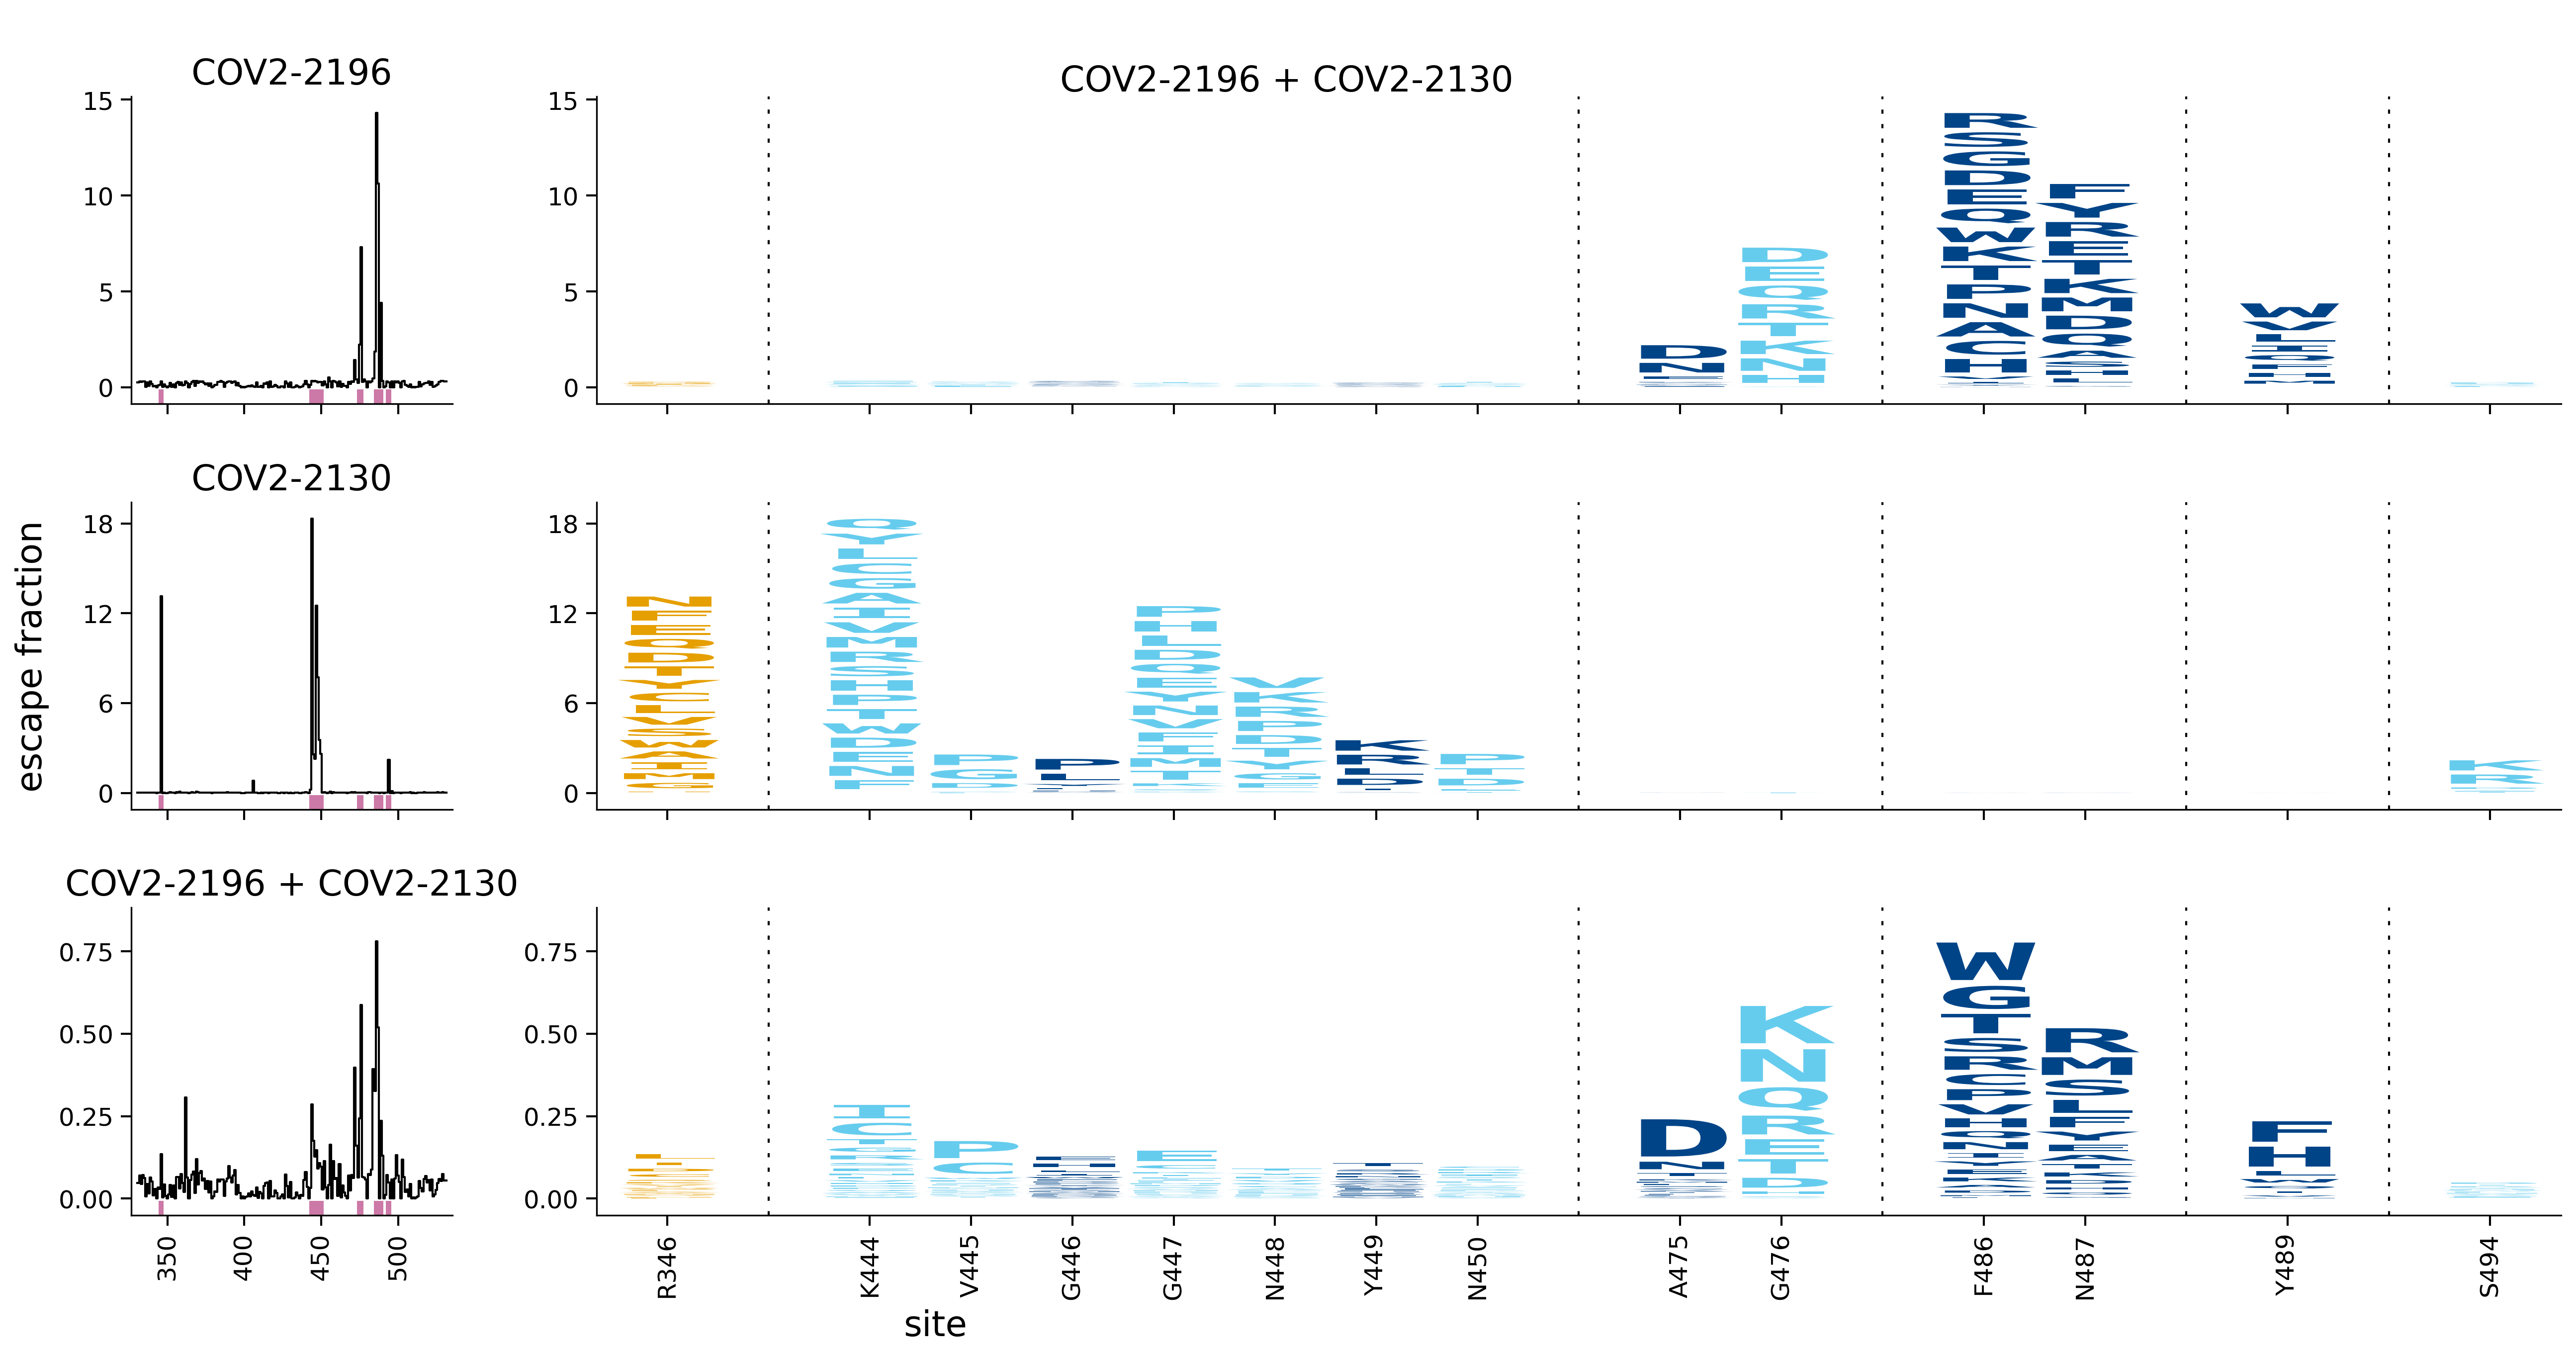 COV2-2196
COV2-2196 + COV2-2130
15
10
5
0
15
10
5
0
R
S
G
D
E
Q
W
K
T
P
N
A
C
H
F
Y
R
E
T
K
M
D
Q
A
S
H
D
E
Q
R
T
K
N
H
D
N
W
V
L
COV2-2130
18
12
6
0
18
12
6
0
N
F
E
Q
D
T
Y
C
L
V
S
W
A
H
M
G
Q
Y
L
C
G
A
I
V
M
R
S
H
P
T
W
D
E
N
F
P
G
D
P
L
P
H
L
D
Q
E
Y
N
V
F
I
M
T
V
K
R
P
D
T
Y
G
E
K
R
L
D
P
T
D
K
R
COV2-2196 + COV2-2130
0.75
0.50
0.25
0.00
0.75
0.50
0.25
0.00
L
I
C
P
C
F
D
N
K
N
Q
R
E
T
D
H
W
G
T
S
R
C
P
V
H
Q
N
R
M
S
L
F
Y
E
F
H
L
W
350
400
450
500
R346
K444
V445
G446
G447
N448
Y449
N450
A475
G476
F486
N487
Y489
S494
escape fraction
site